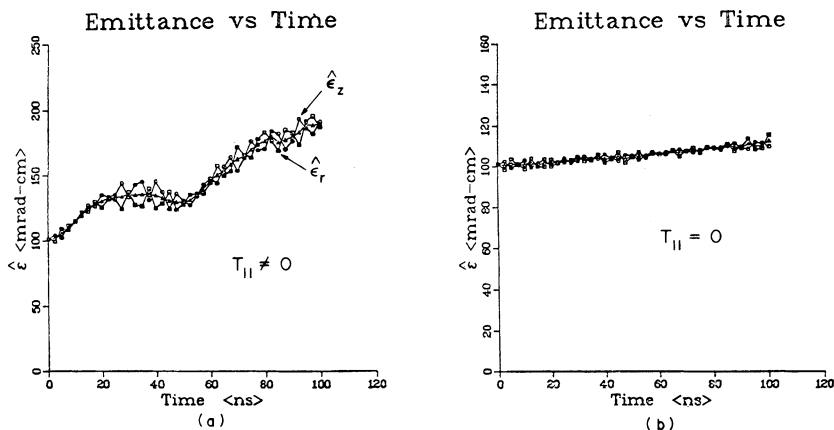 Emittance vs Time
ε̂ <mrad-cm>
250
200
150
100
50
0
ε̂z
ε̂r
T|| ≠ 0
0 20 40 60 80 100 120
Time <ns>
(a)
Emittance vs Time
ε̂ <mrad-cm>
160
140
120
100
80
60
40
20
0
T|| = 0
0 20 40 60 80 100 120
Time <ns>
(b)